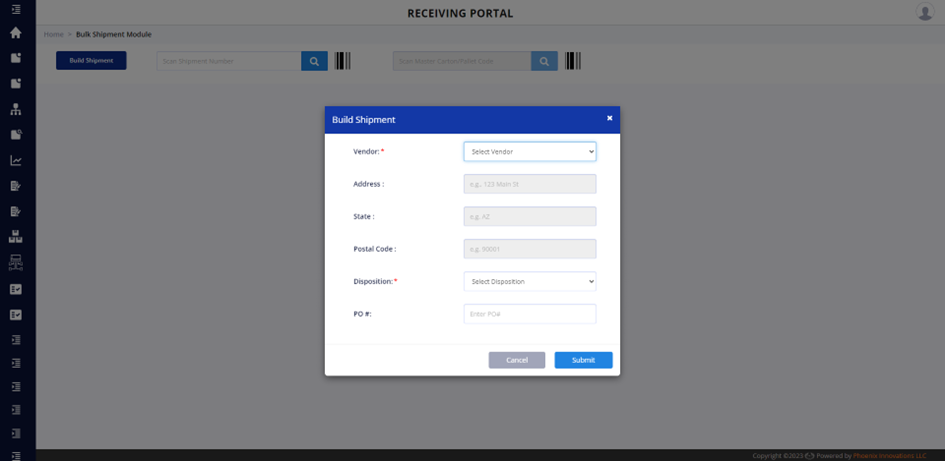 RECEIVING PORTAL
Home > Bulk Shipment Module
Build Shipment
Scan Shipment Number
Scan Master Carton/Pallet Code
Build Shipment
Vendor:*
Select Vendor
Address :
e.g., 123 Main St
State :
e.g. AZ
Postal Code :
e.g. 90001
Disposition:*
Select Disposition
PO #:
Enter PO#
Cancel
Submit
Copyright ©2023 Powered by Phoenix Innovations LLC